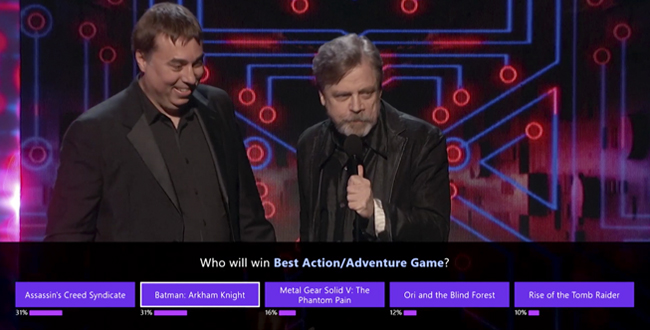 Who will win Best Action/Adventure Game?
Assassin's Creed Syndicate
Batman: Arkham Knight
Metal Gear Solid V: The
Phantom Pain
Ori and the Blind Forest
Rise of the Tomb Raider
31%
31%
16%
12%
10%